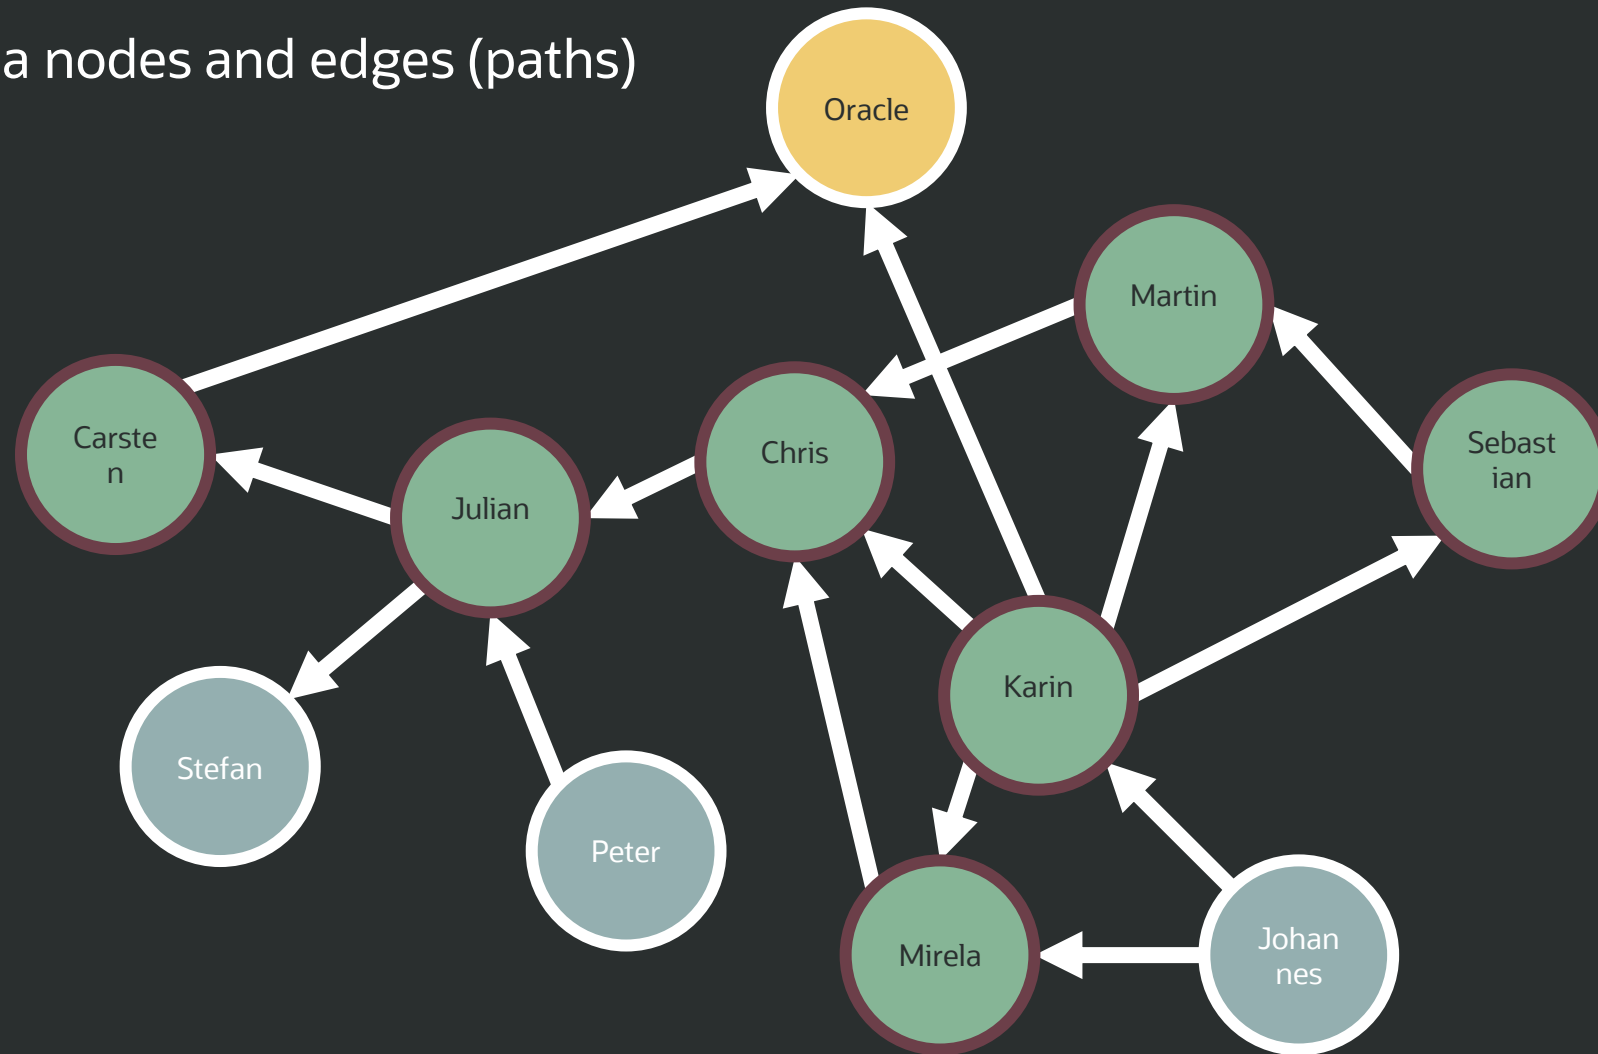 a nodes and edges (paths)
Oracle
Martin
Carste
n
Julian
Chris
Sebast
ian
Karin
Stefan
Peter
Mirela
Johan
nes